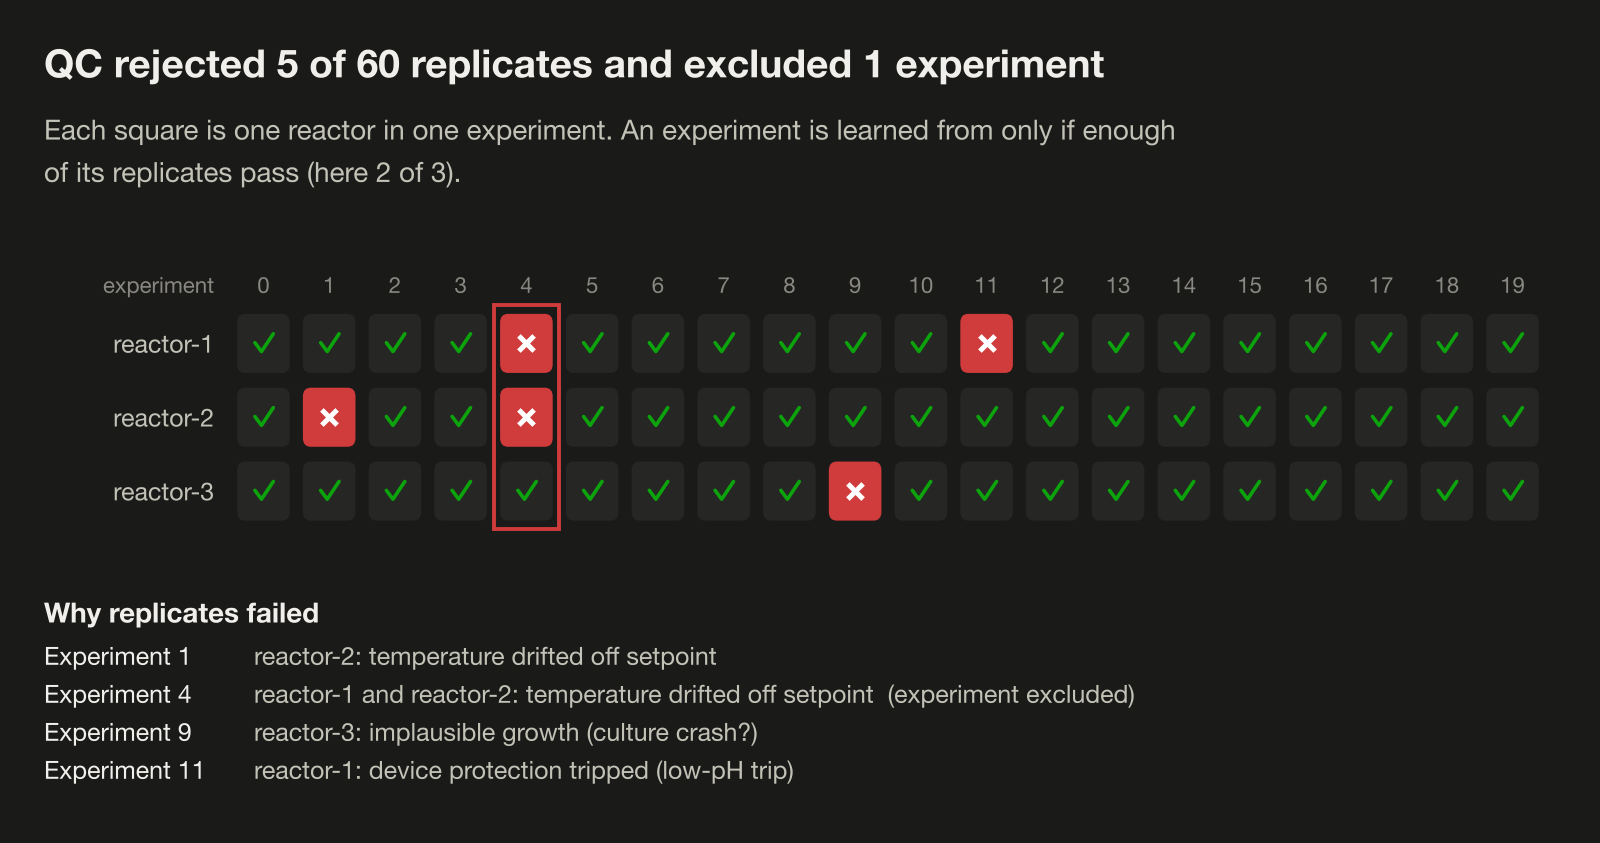 QC rejected 5 of 60 replicates and excluded 1 experiment
Each square is one reactor in one experiment. An experiment is learned from only if enough
of its replicates pass (here 2 of 3).
experiment 0 1 2 3 4 5 6 7 8 9 10 11 12 13 14 15 16 17 18 19
reactor-1
reactor-2
reactor-3
Why replicates failed
Experiment 1 reactor-2: temperature drifted off setpoint
Experiment 4 reactor-1 and reactor-2: temperature drifted off setpoint (experiment excluded)
Experiment 9 reactor-3: implausible growth (culture crash?)
Experiment 11 reactor-1: device protection tripped (low-pH trip)